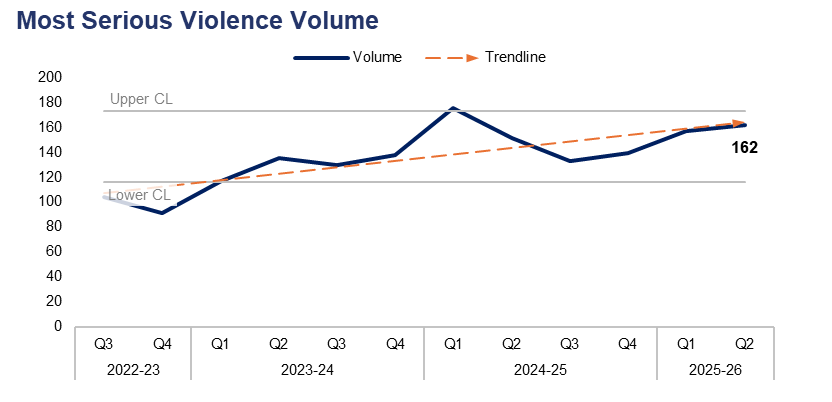 Most Serious Violence Volume
Volume Trendline
200
180
Upper CL
160
162
140
120
Lower CL
100
80
60
40
20
0
Q3 Q4 Q1 Q2 Q3 Q4 Q1 Q2 Q3 Q4 Q1 Q2
2022-23 2023-24 2024-25 2025-26